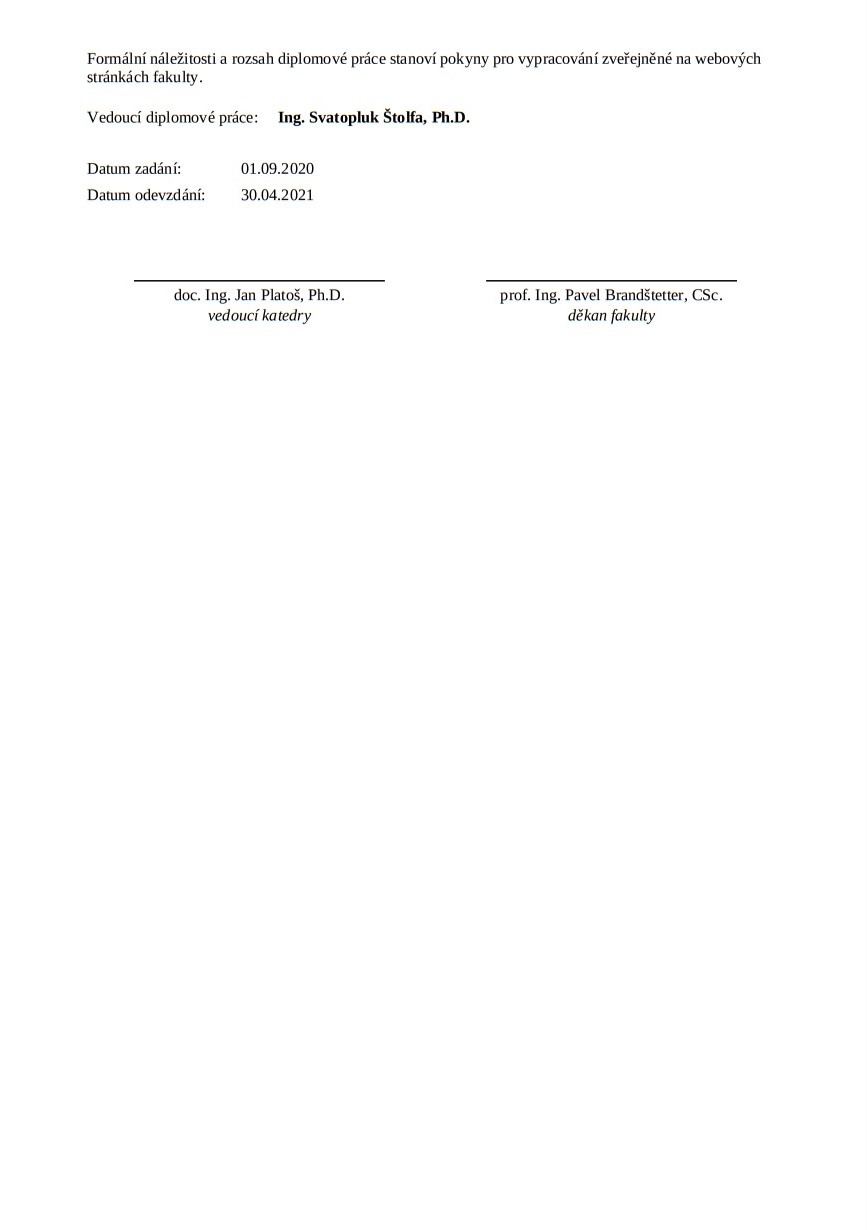 Formální náležitosti a rozsah diplomové práce stanoví pokyny pro vypracování zveřejněné na webových
stránkách fakulty.
Vedoucí diplomové práce: Ing. Svatopluk Štolfa, Ph.D.
Datum zadání: 01.09.2020
Datum odevzdání: 30.04.2021
doc. Ing. Jan Platoš, Ph.D. prof. Ing. Pavel Brandštetter, CSc.
vedoucí katedry děkan fakulty